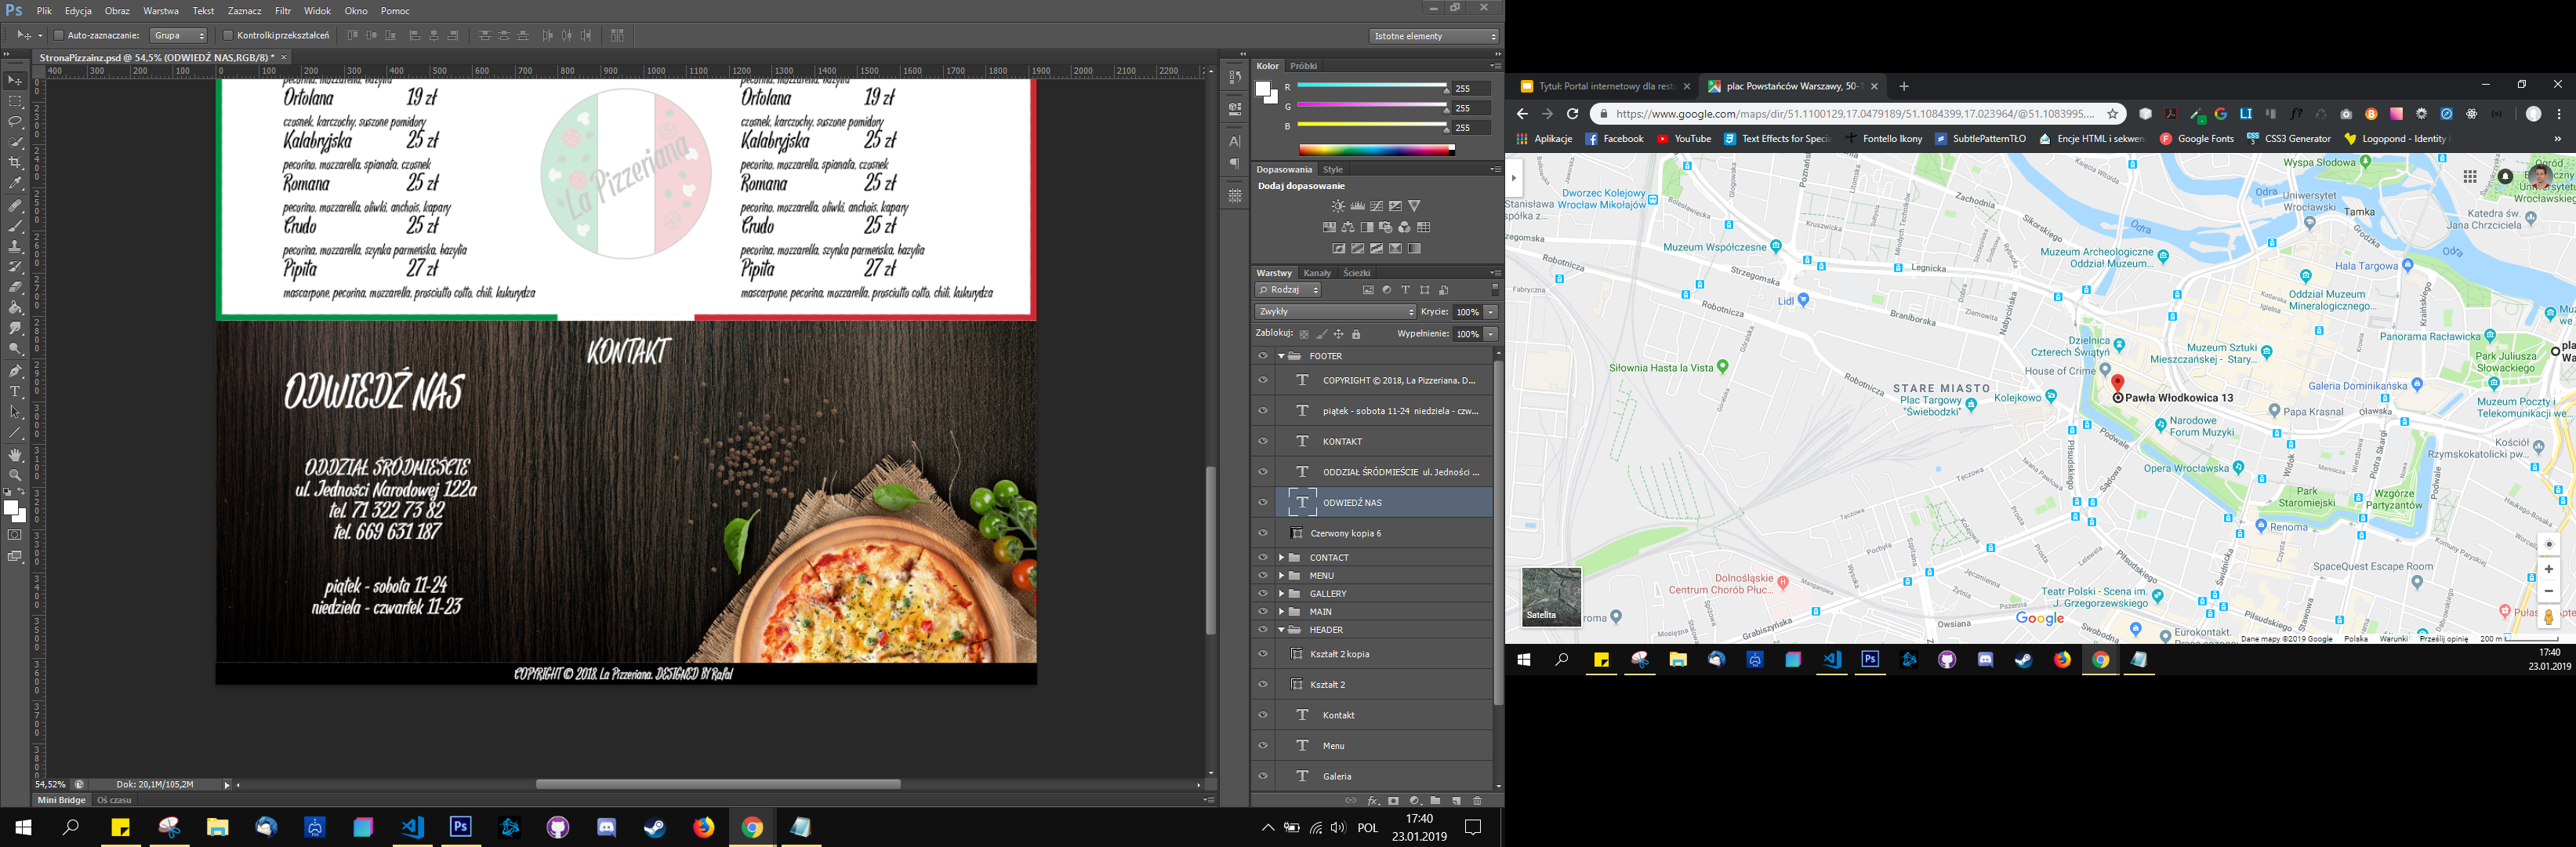 Ps Plik Edycja Obraz Warstwa Tekst Zaznacz Filtr Widok Okno Pomoc
Auto-zaznaczanie: Grupa Kontrolki przekształceń Istotne elementy
StronaPizzainz.psd @ 54,5% (ODWIEDŹ NAS,RGB/8) *
400 300 200 100 0 100 200 300 400 500 600 700 800 900 1000 1100 1200 1300 1400 1500 1600 1700 1800 1900 2000 2100 2200
Ortolana 19 zł
czosnek, karczochy, suszone pomidory
Kalabryjska 25 zł
pecorino, mozzarella, spianata, czosnek
Romana 25 zł
pecorino, mozzarella, oliwki, anchois, kapary
Crudo 25 zł
pecorino, mozzarella, szynka parmeńska, bazylia
Pipita 27 zł
mascarpone, pecorina, mozzarella, prosciutto cotto, chili, kukurydza
La Pizzeriana
Ortolana 19 zł
czosnek, karczochy, suszone pomidory
Kalabryjska 25 zł
pecorino, mozzarella, spianata, czosnek
Romana 25 zł
pecorino, mozzarella, oliwki, anchois, kapary
Crudo 25 zł
pecorino, mozzarella, szynka parmeńska, bazylia
Pipita 27 zł
mascarpone, pecorina, mozzarella, prosciutto cotto, chili, kukurydza
KONTAKT
ODWIEDŹ NAS
ODDZIAŁ ŚRÓDMIEŚCIE
ul. Jedności Narodowej 122a
tel. 71 322 73 82
tel. 669 631 187
piątek - sobota 11-24
niedziela - czwartek 11-23
COPYRIGHT © 2018, La Pizzeriana. DESIGNED BY Rafał
54,52% Dok: 20,1M/105,2M
Mini Bridge Oś czasu
Kolor Próbki
R 255
G 255
B 255
Dopasowania Style
Dodaj dopasowanie
Warstwy Kanały Ścieżki
Rodzaj
Zwykły Krycie: 100%
Zablokuj: Wypełnienie: 100%
FOOTER
COPYRIGHT © 2018, La Pizzeriana. D...
piątek - sobota 11-24 niedziela - czw...
KONTAKT
ODDZIAŁ ŚRÓDMIEŚCIE ul. Jedności ...
ODWIEDŹ NAS
Czerwony kopia 6
CONTACT
MENU
GALLERY
MAIN
HEADER
Kształt 2 kopia
Kształt 2
Kontakt
Menu
Galeria
POL
17:40
23.01.2019
Tytuł: Portal internetowy dla rest
plac Powstańców Warszawy, 50-1
https://www.google.com/maps/dir/51.1100129,17.0479189/51.1084399,17.023964/@51.1083995,...
Aplikacje Facebook YouTube Text Effects for Specia Fontello Ikony SubtlePatternTŁO Encje HTML i sekwen Google Fonts CSS3 Generator Logopond - Identity
Wyspa Słodowa
Dworzec Kolejowy
Wrocław Mikołajów
Uniwersytet
Wrocławski
Tamka
Katedra św.
Jana Chrzciciela
Muzeum Współczesne
Muzeum Archeologiczne
Oddział Muzeum...
Hala Targowa
Legnicka
Strzegomska
Robotnicza
Lidl
Oddział Muzeum
Mineralogicznego...
Braniborska
Panorama Racławicka
Dzielnica
Czterech Świątyń
Muzeum Sztuki
Mieszczańskiej - Stary...
Park Juliusza
Słowackiego
House of Crime
Siłownia Hasta la Vista
STARE MIASTO
Plac Targowy
"Świebodzki"
Kolejkowo
Pawła Włodkowica 13
Galeria Dominikańska
Papa Krasnal
Muzeum Poczty i
Telekomunikacji we...
Narodowe
Forum Muzyki
Opera Wrocławska
Kościół
Rzymskokatolicki pw...
Park
Staromiejski
Wzgórze
Partyzantów
Renoma
Dolnośląskie
Centrum Chorób Płuc...
SpaceQuest Escape Room
Teatr Polski - Scena im.
J. Grzegorzewskiego
Satelita
Google
Grabiszyńska
Owsiana
Eurokontakt.
Dane mapy ©2019 Google Polska Warunki Prześlij opinię 200 m
17:40
23.01.2019